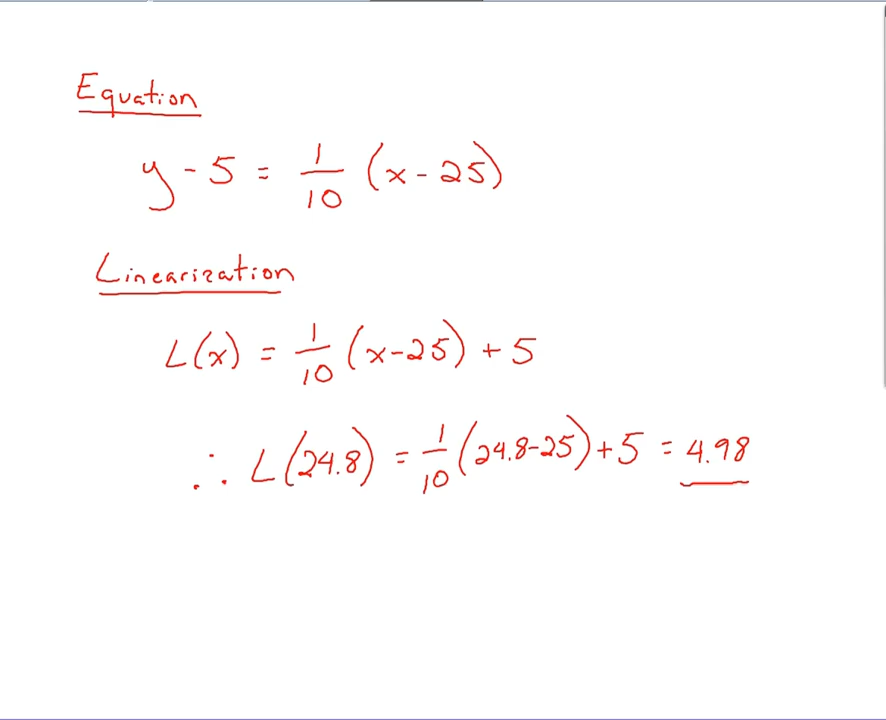 Equation
y - 5 = 1/10 (x - 25)
Linearization
L(x) = 1/10 (x-25) + 5
∴ L(24.8) = 1/10 (24.8-25) + 5 = 4.98